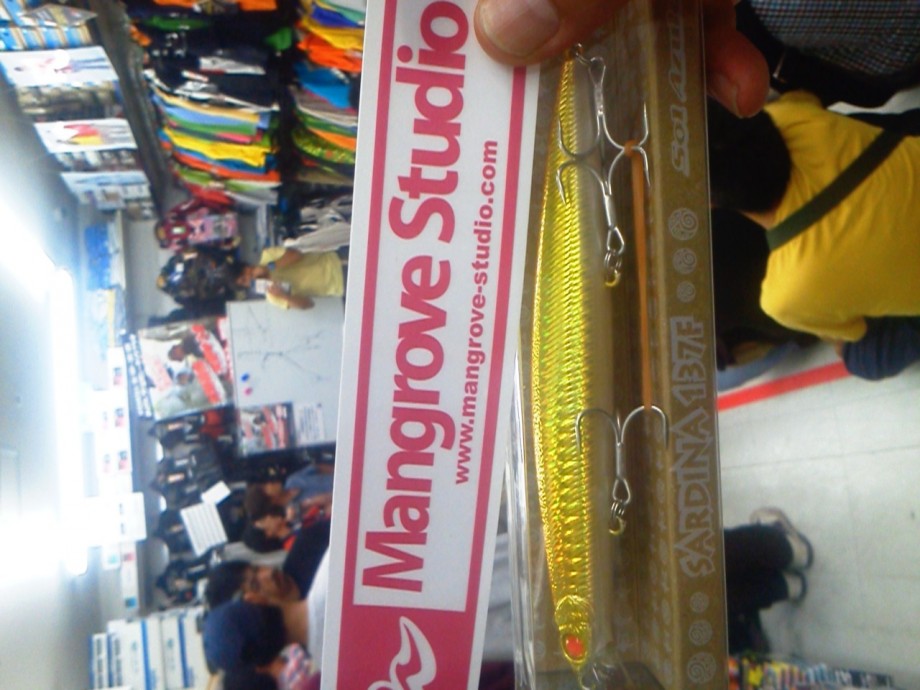 Mangrove Studio
www.mangrove-studio.com
SARDINA 137F